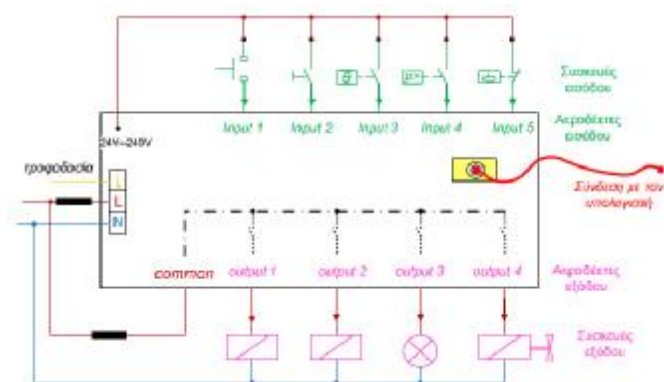 Συσκευές
εισόδου
Input 1 Input 2 Input 3 Input 4 Input 5
Ακροδέκτες
εισόδου
24V-240V
τροφοδοσία
L
L
N
Σύνδεση με τον
υπολογιστή
common output 1 output 2 output 3 output 4
Ακροδέκτες
εξόδου
Συσκευές
εξόδου